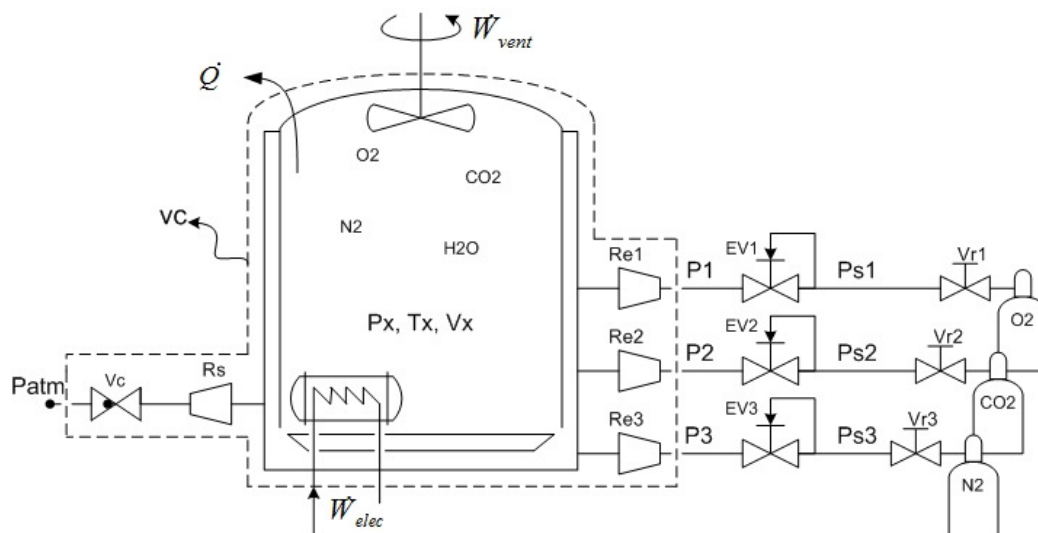 Ẇvent
Q̇
O2
CO2
vc
N2
H2O
EV1
Vr1
Re1
P1
Ps1
O2
Px, Tx, Vx
EV2
Vr2
Re2
P2
Ps2
Patm
Vc
Rs
CO2
EV3
Vr3
Re3
P3
Ps3
N2
Ẇelec